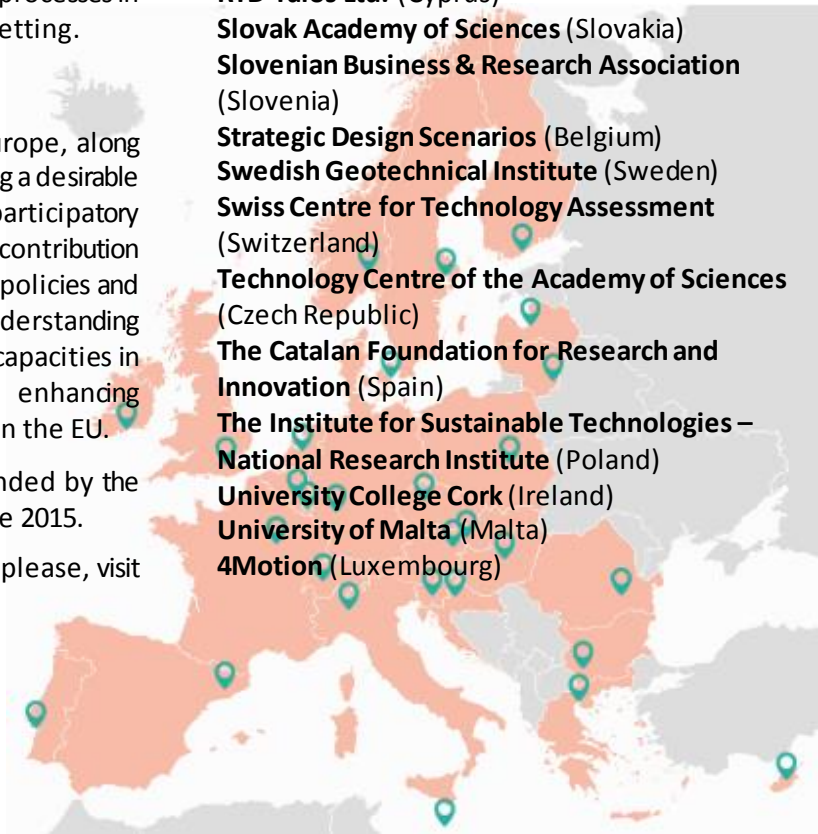 processes in
etting.
urope, along
g a desirable
participatory
contribution
policies and
derstanding
capacities in
enhancing
n the EU.
nded by the
e 2015.
please, visit
(Cyprus)
Slovak Academy of Sciences (Slovakia)
Slovenian Business & Research Association
(Slovenia)
Strategic Design Scenarios (Belgium)
Swedish Geotechnical Institute (Sweden)
Swiss Centre for Technology Assessment
(Switzerland)
Technology Centre of the Academy of Sciences
(Czech Republic)
The Catalan Foundation for Research and
Innovation (Spain)
The Institute for Sustainable Technologies –
National Research Institute (Poland)
University College Cork (Ireland)
University of Malta (Malta)
4Motion (Luxembourg)